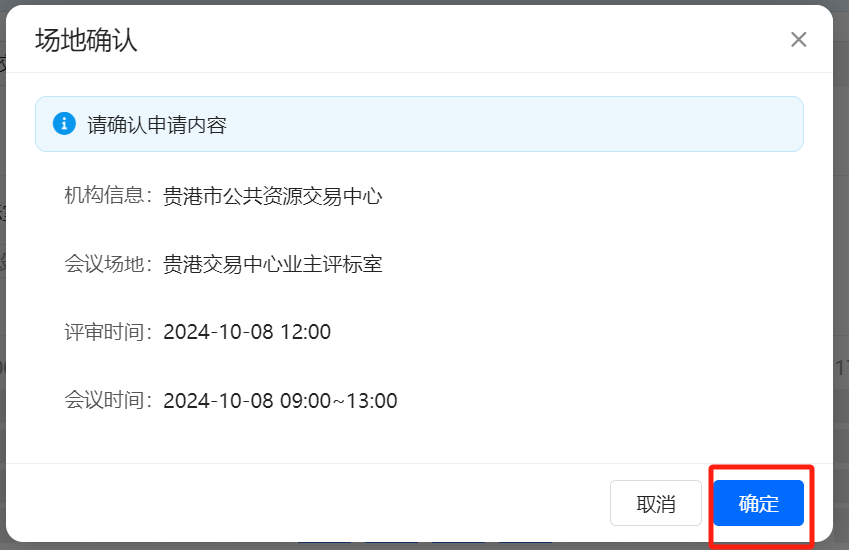 场地确认
请确认申请内容
机构信息：贵港市公共资源交易中心
会议场地：贵港交易中心业主评标室
评审时间：2024-10-08 12:00
会议时间：2024-10-08 09:00~13:00
取消 确定